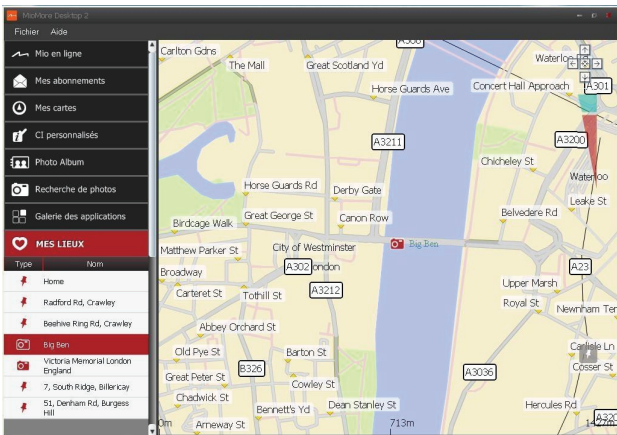 MioMore Desktop 2
Fichier Aide
Mio en ligne
Mes abonnements
Mes cartes
CI personnalisés
Photo Album
Recherche de photos
Galerie des applications
MES LIEUX
Type Nom
Home
Radford Rd, Crawley
Beehive Ring Rd, Crawley
Big Ben
Victoria Memorial London
England
7, South Ridge, Billericay
51, Denham Rd, Burgess
Hill
Carlton Gdns
The Mall
Great Scotland Yd
Horse Guards Ave
Concert Hall Approach
A301
A3211
A3200
Chicheley St
Waterloo
Horse Guards Rd
Derby Gate
Leake St
Birdcage Walk
Great George St
Canon Row
Belvedere Rd
Matthew Parker St
City of Westminster
Big Ben
Broadway
A302
ondon
A23
Carteret St
Tothill St
A3212
Upper Marsh
Royal St
Newnham Ter
Abbey Orchard St
Old Pye St
Barton St
Carlisle Ln
Great Peter St
B326
A3036
Cosser St
Cowley St
Chadwick St
Bennett's Yd
Dean Stanley St
Hercules Rd
Arneway St
0m
713m
1427m